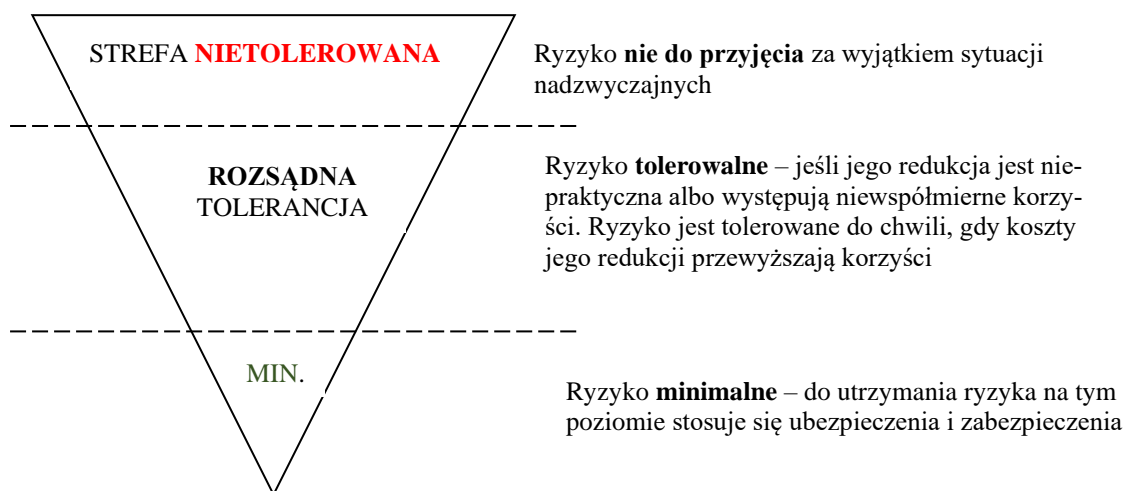 STREFA NIETOLEROWANA
Ryzyko nie do przyjęcia za wyjątkiem sytuacji
nadzwyczajnych
ROZSĄDNA
TOLERANCJA
Ryzyko tolerowalne – jeśli jego redukcja jest nie-
praktyczna albo występują niewspółmierne korzy-
ści. Ryzyko jest tolerowane do chwili, gdy koszty
jego redukcji przewyższają korzyści
MIN.
Ryzyko minimalne – do utrzymania ryzyka na tym
poziomie stosuje się ubezpieczenia i zabezpieczenia